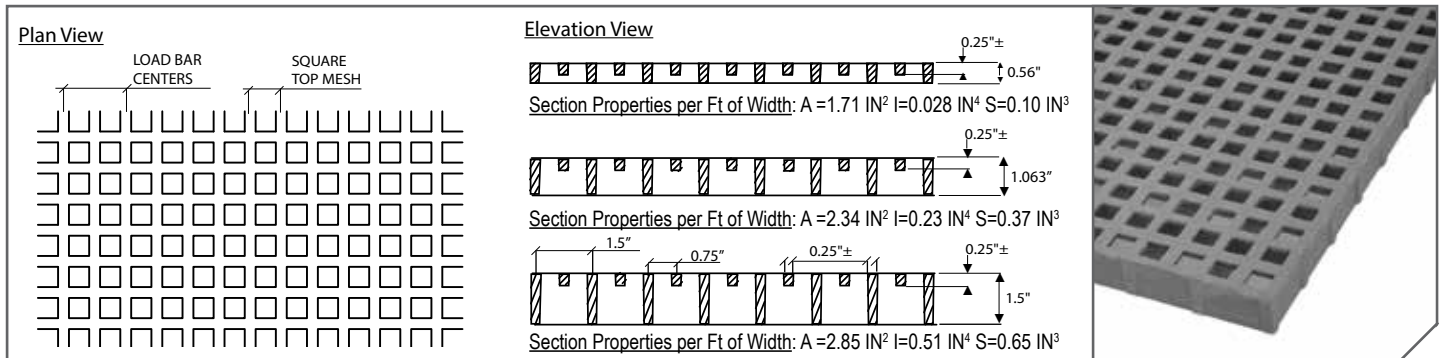 Plan View
LOAD BAR
CENTERS
SQUARE
TOP MESH
Elevation View
0.25"±
0.56"
Section Properties per Ft of Width: A =1.71 IN² I=0.028 IN⁴ S=0.10 IN³
0.25"±
1.063"
Section Properties per Ft of Width: A =2.34 IN² I=0.23 IN⁴ S=0.37 IN³
1.5"
0.75"
0.25"±
0.25"±
1.5"
Section Properties per Ft of Width: A =2.85 IN² I=0.51 IN⁴ S=0.65 IN³